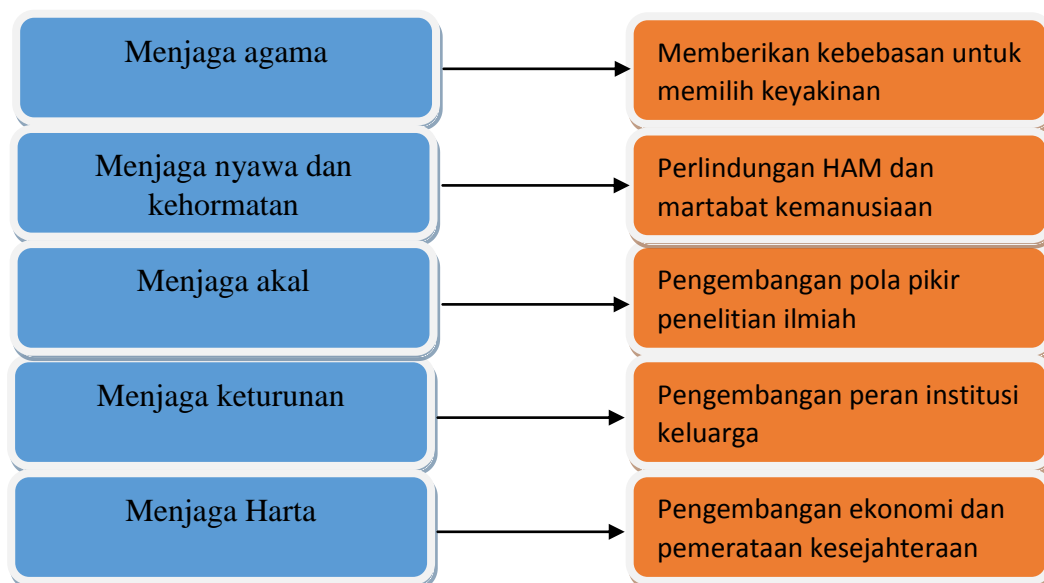 Menjaga agama
Memberikan kebebasan untuk
memilih keyakinan
Menjaga nyawa dan
kehormatan
Perlindungan HAM dan
martabat kemanusiaan
Menjaga akal
Pengembangan pola pikir
penelitian ilmiah
Menjaga keturunan
Pengembangan peran institusi
keluarga
Menjaga Harta
Pengembangan ekonomi dan
pemerataan kesejahteraan